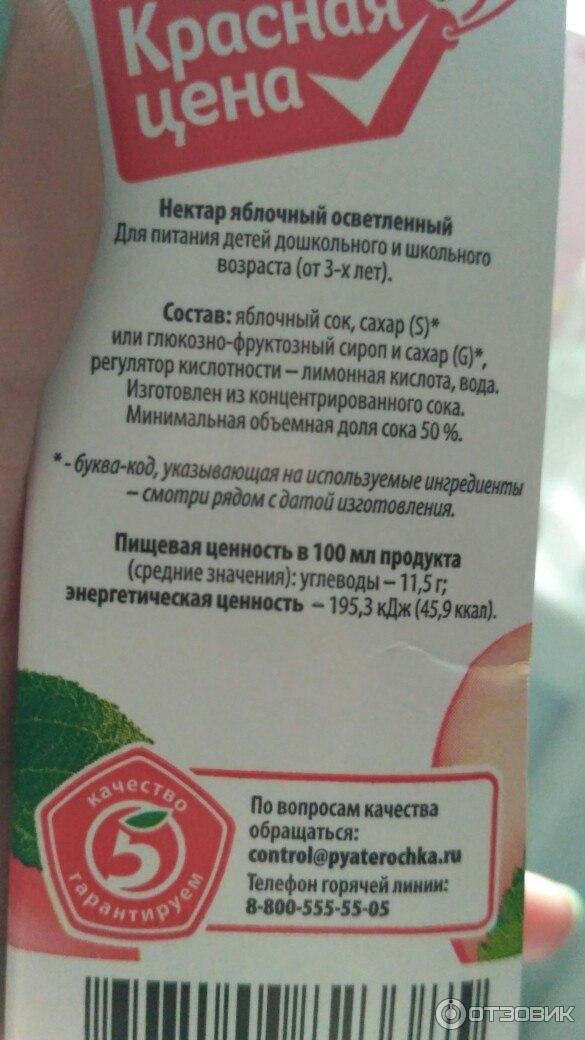 Красная
цена
Нектар яблочный осветленный
Для питания детей дошкольного и школьного
возраста (от 3-х лет).
Состав: яблочный сок, сахар (S)*
или глюкозно-фруктозный сироп и сахар (G)*,
регулятор кислотности – лимонная кислота, вода.
Изготовлен из концентрированного сока.
Минимальная объемная доля сока 50 %.
* - буква-код, указывающая на используемые ингредиенты
– смотри рядом с датой изготовления.
Пищевая ценность в 100 мл продукта
(средние значения): углеводы – 11,5 г;
энергетическая ценность – 195,3 кДж (45,9 ккал).
качество
5
гарантируем
По вопросам качества
обращаться:
control@pyaterochka.ru
Телефон горячей линии:
8-800-555-55-05
ОТЗОВИК